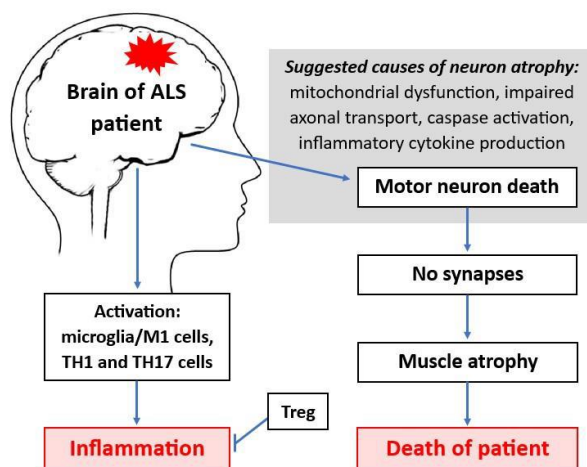 Brain of ALS
patient
Suggested causes of neuron atrophy:
mitochondrial dysfunction, impaired
axonal transport, caspase activation,
inflammatory cytokine production
Motor neuron death
No synapses
Activation:
microglia/M1 cells,
TH1 and TH17 cells
Muscle atrophy
Treg
Inflammation
Death of patient